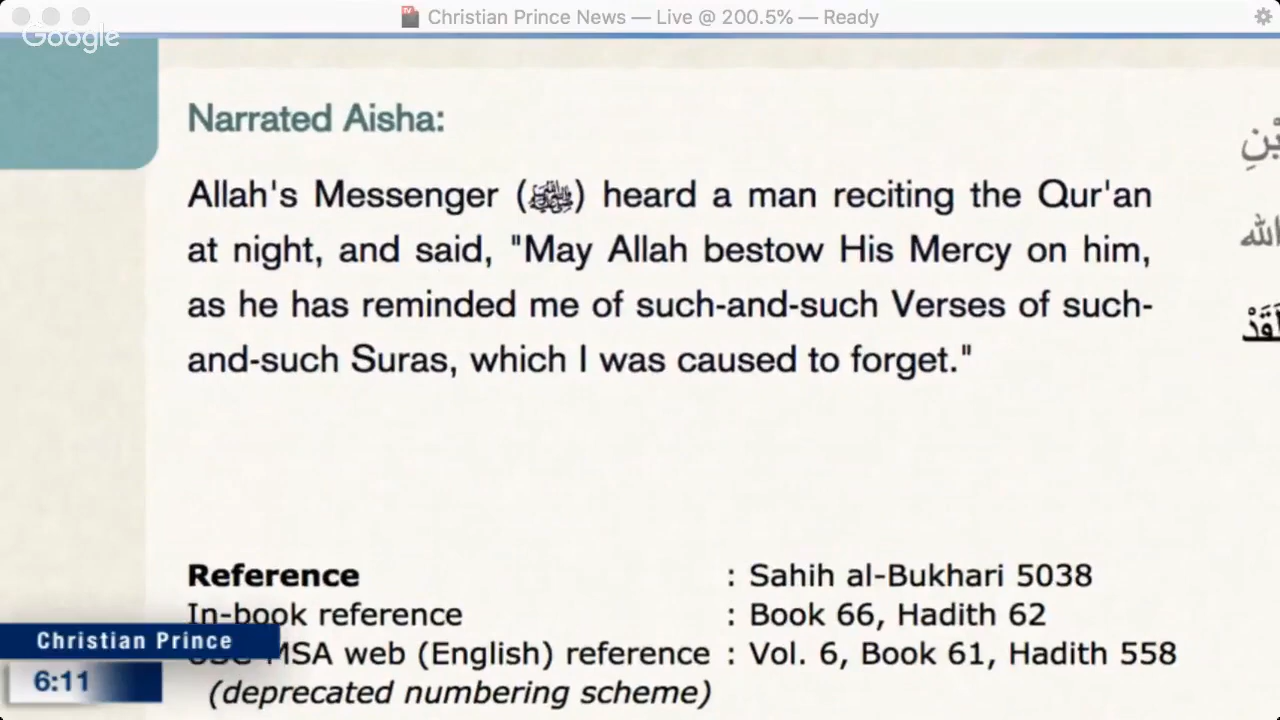 Christian Prince News — Live @ 200.5% — Ready
Google
Narrated Aisha:
Allah's Messenger (ﷺ) heard a man reciting the Qur'an
at night, and said, "May Allah bestow His Mercy on him,
as he has reminded me of such-and-such Verses of such-
and-such Suras, which I was caused to forget."
الله
Reference : Sahih al-Bukhari 5038
In-book reference : Book 66, Hadith 62
MSA web (English) reference : Vol. 6, Book 61, Hadith 558
(deprecated numbering scheme)
Christian Prince
6:11